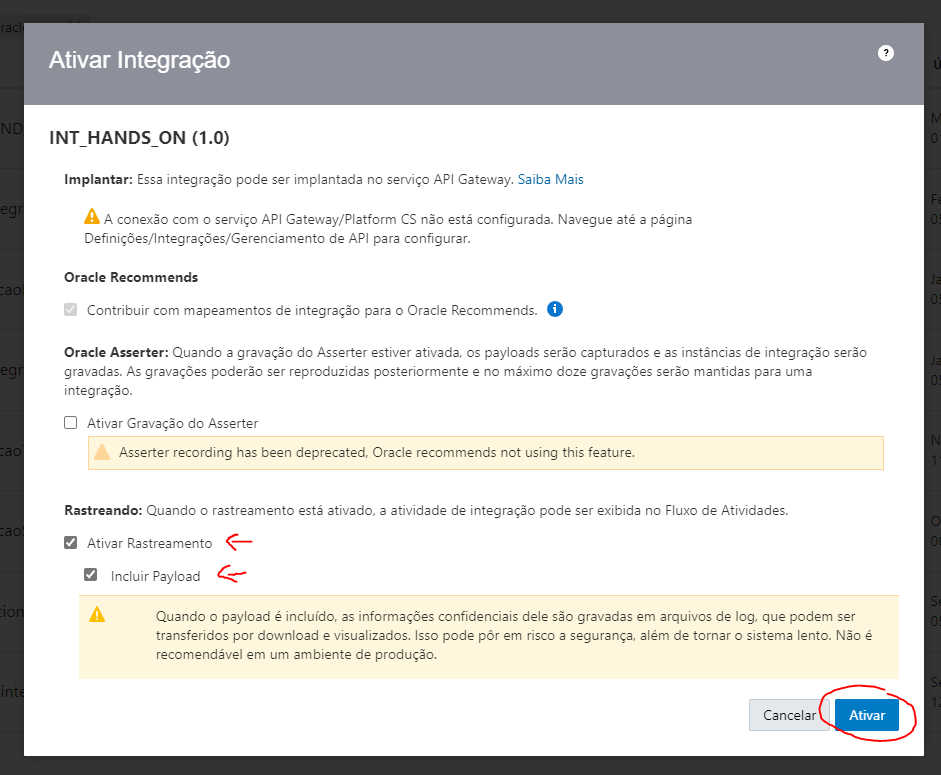 Ativar Integração
?
INT_HANDS_ON (1.0)
Implantar: Essa integração pode ser implantada no serviço API Gateway. Saiba Mais
A conexão com o serviço API Gateway/Platform CS não está configurada. Navegue até a página
Definições/Integrações/Gerenciamento de API para configurar.
Oracle Recommends
Contribuir com mapeamentos de integração para o Oracle Recommends.
Oracle Asserter: Quando a gravação do Asserter estiver ativada, os payloads serão capturados e as instâncias de integração serão
gravadas. As gravações poderão ser reproduzidas posteriormente e no máximo doze gravações serão mantidas para uma
integração.
Ativar Gravação do Asserter
Asserter recording has been deprecated, Oracle recommends not using this feature.
Rastreando: Quando o rastreamento está ativado, a atividade de integração pode ser exibida no Fluxo de Atividades.
Ativar Rastreamento
Incluir Payload
Quando o payload é incluído, as informações confidenciais dele são gravadas em arquivos de log, que podem ser
transferidos por download e visualizados. Isso pode pôr em risco a segurança, além de tornar o sistema lento. Não é
recomendável em um ambiente de produção.
Cancelar
Ativar